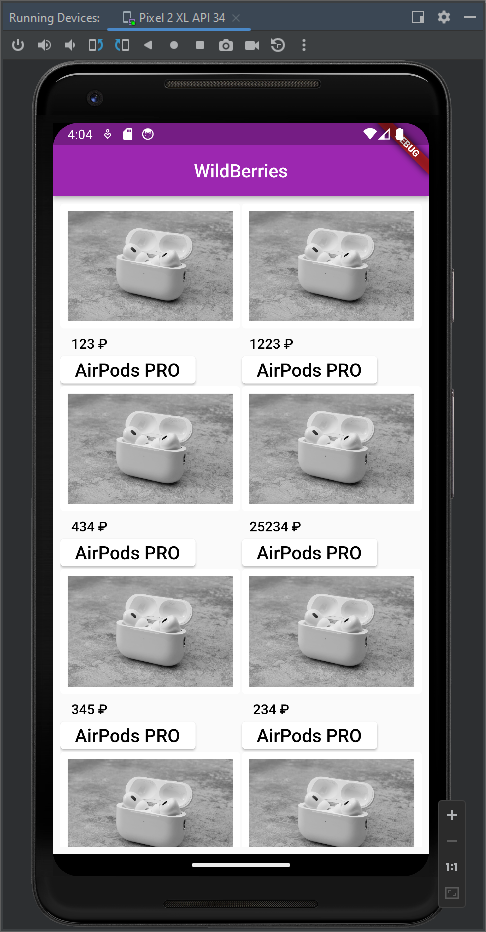 Running Devices: Pixel 2 XL API 34
4:04
DEBUG
WildBerries
123 ₽ 1223 ₽
AirPods PRO AirPods PRO
434 ₽ 25234 ₽
AirPods PRO AirPods PRO
345 ₽ 234 ₽
AirPods PRO AirPods PRO
1:1